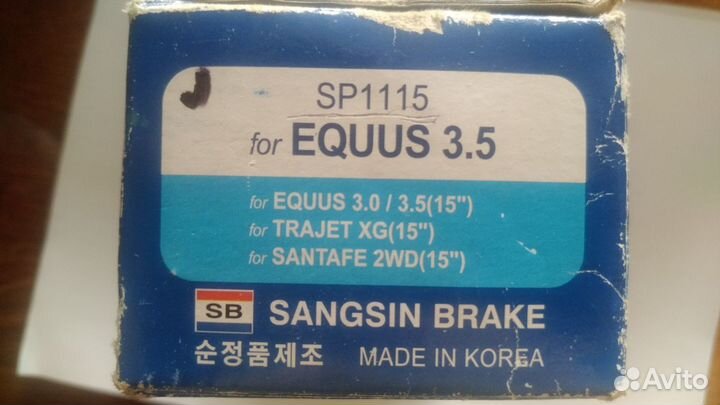 SP1115
for EQUUS 3.5
for EQUUS 3.0 / 3.5(15")
for TRAJET XG(15")
for SANTAFE 2WD(15")
SB SANGSIN BRAKE
순정품제조 MADE IN KOREA
Avito